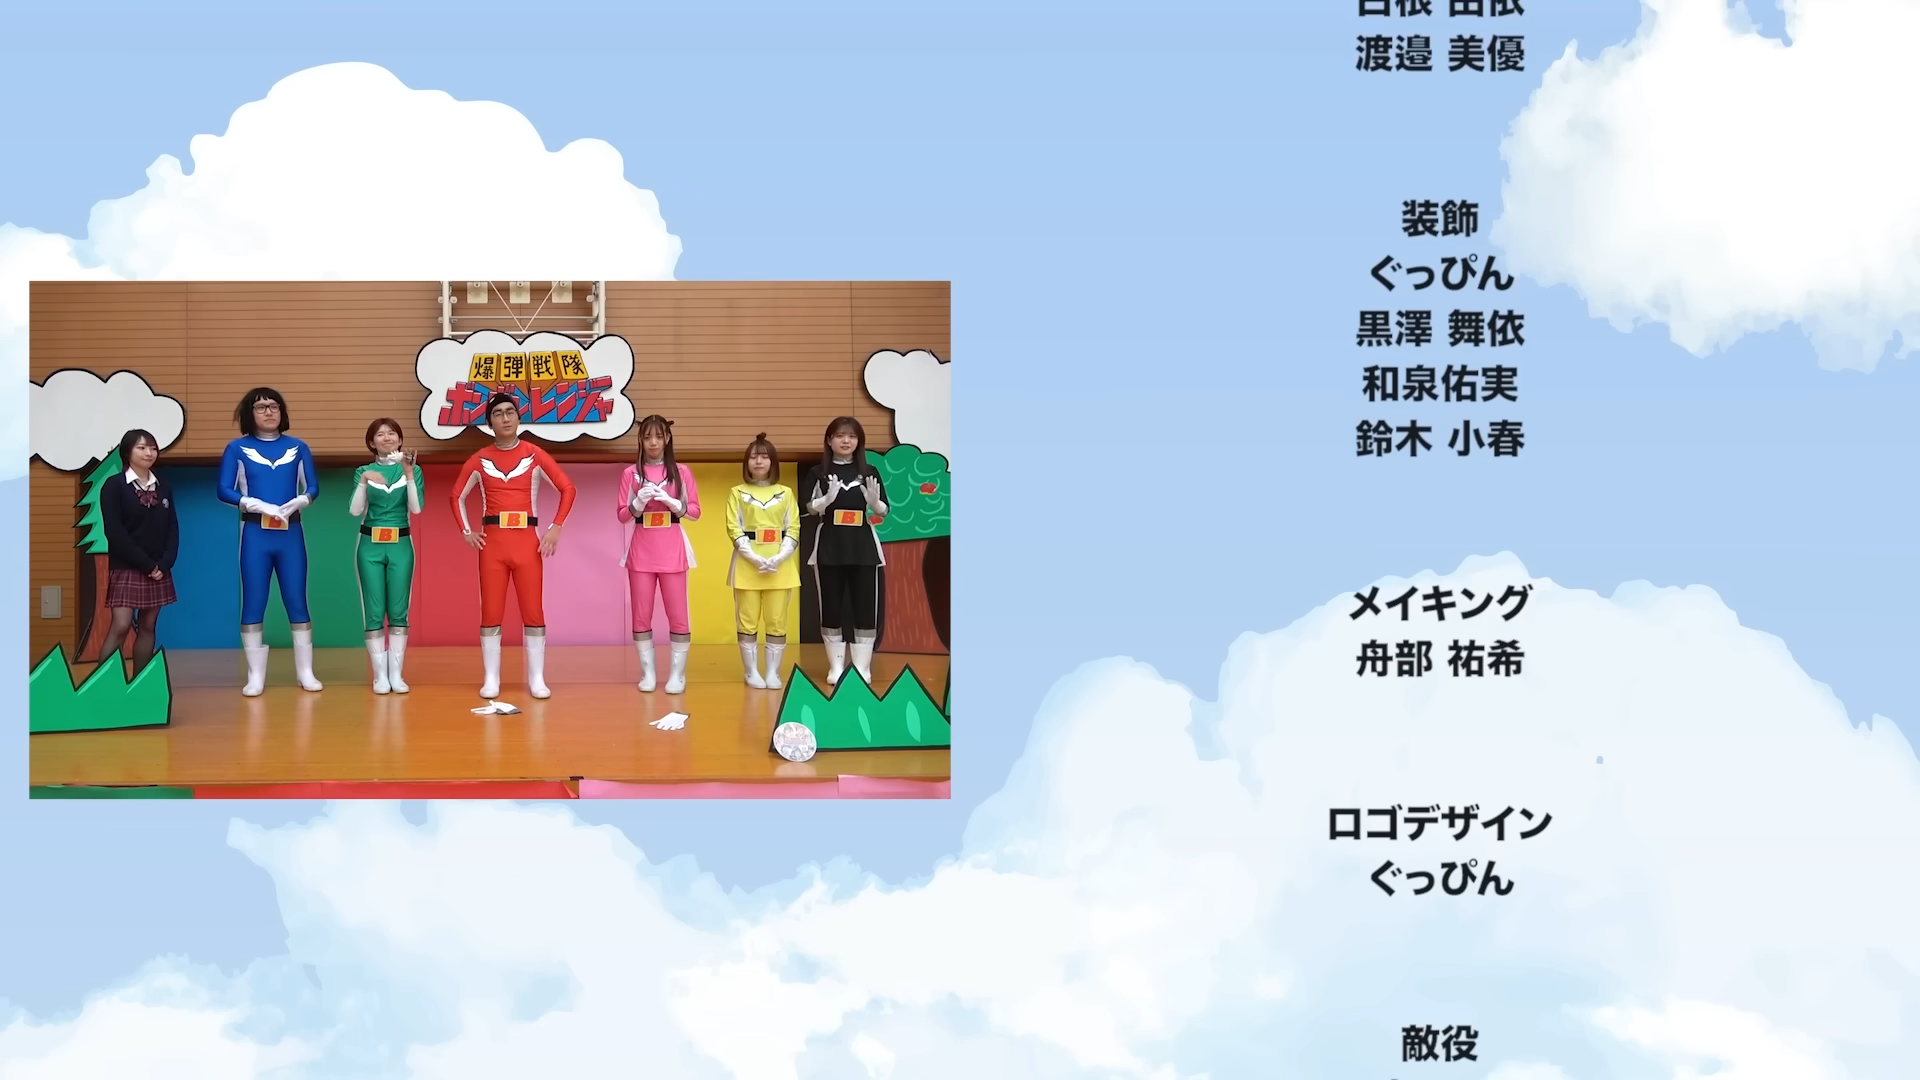 爆弾戦隊
渡邉 美優
装飾
ぐっぴん
黒澤 舞依
和泉佑実
鈴木 小春
メイキング
舟部 祐希
ロゴデザイン
ぐっぴん
敵役
B
B
B
B
B
B